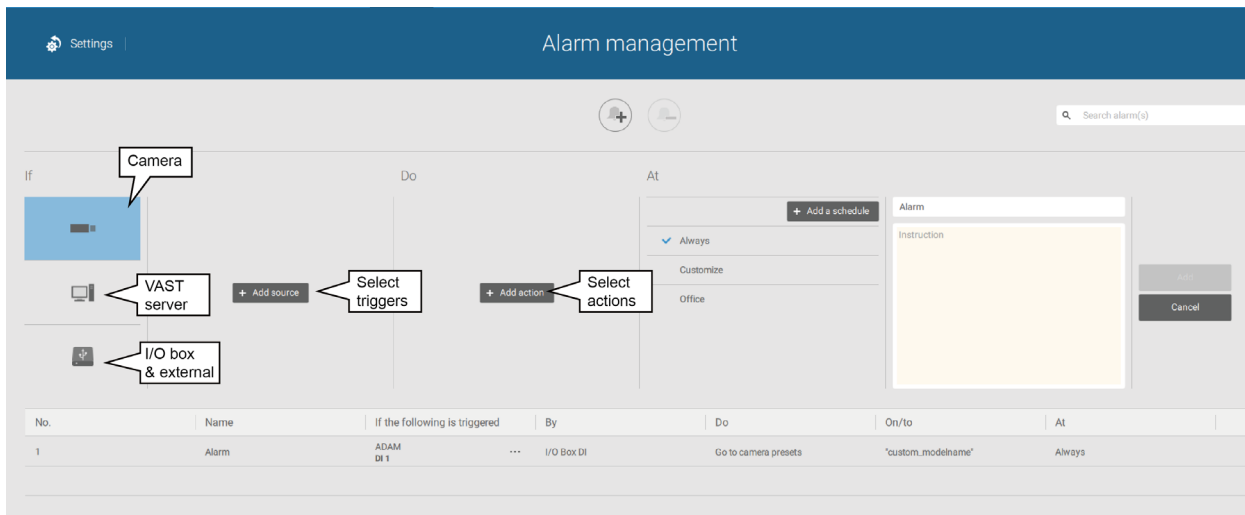 Settings
Alarm management
Search alarm(s)
Camera
If
Do
At
+ Add a schedule
Alarm
Instruction
Always
Customize
Office
VAST
server
+ Add source
Select
triggers
+ Add action
Select
actions
Add
Cancel
I/O box
& external
No.
Name
If the following is triggered
By
Do
On/to
At
1
Alarm
ADAM
DI 1
...
I/O Box DI
Go to camera presets
"custom_modelname"
Always